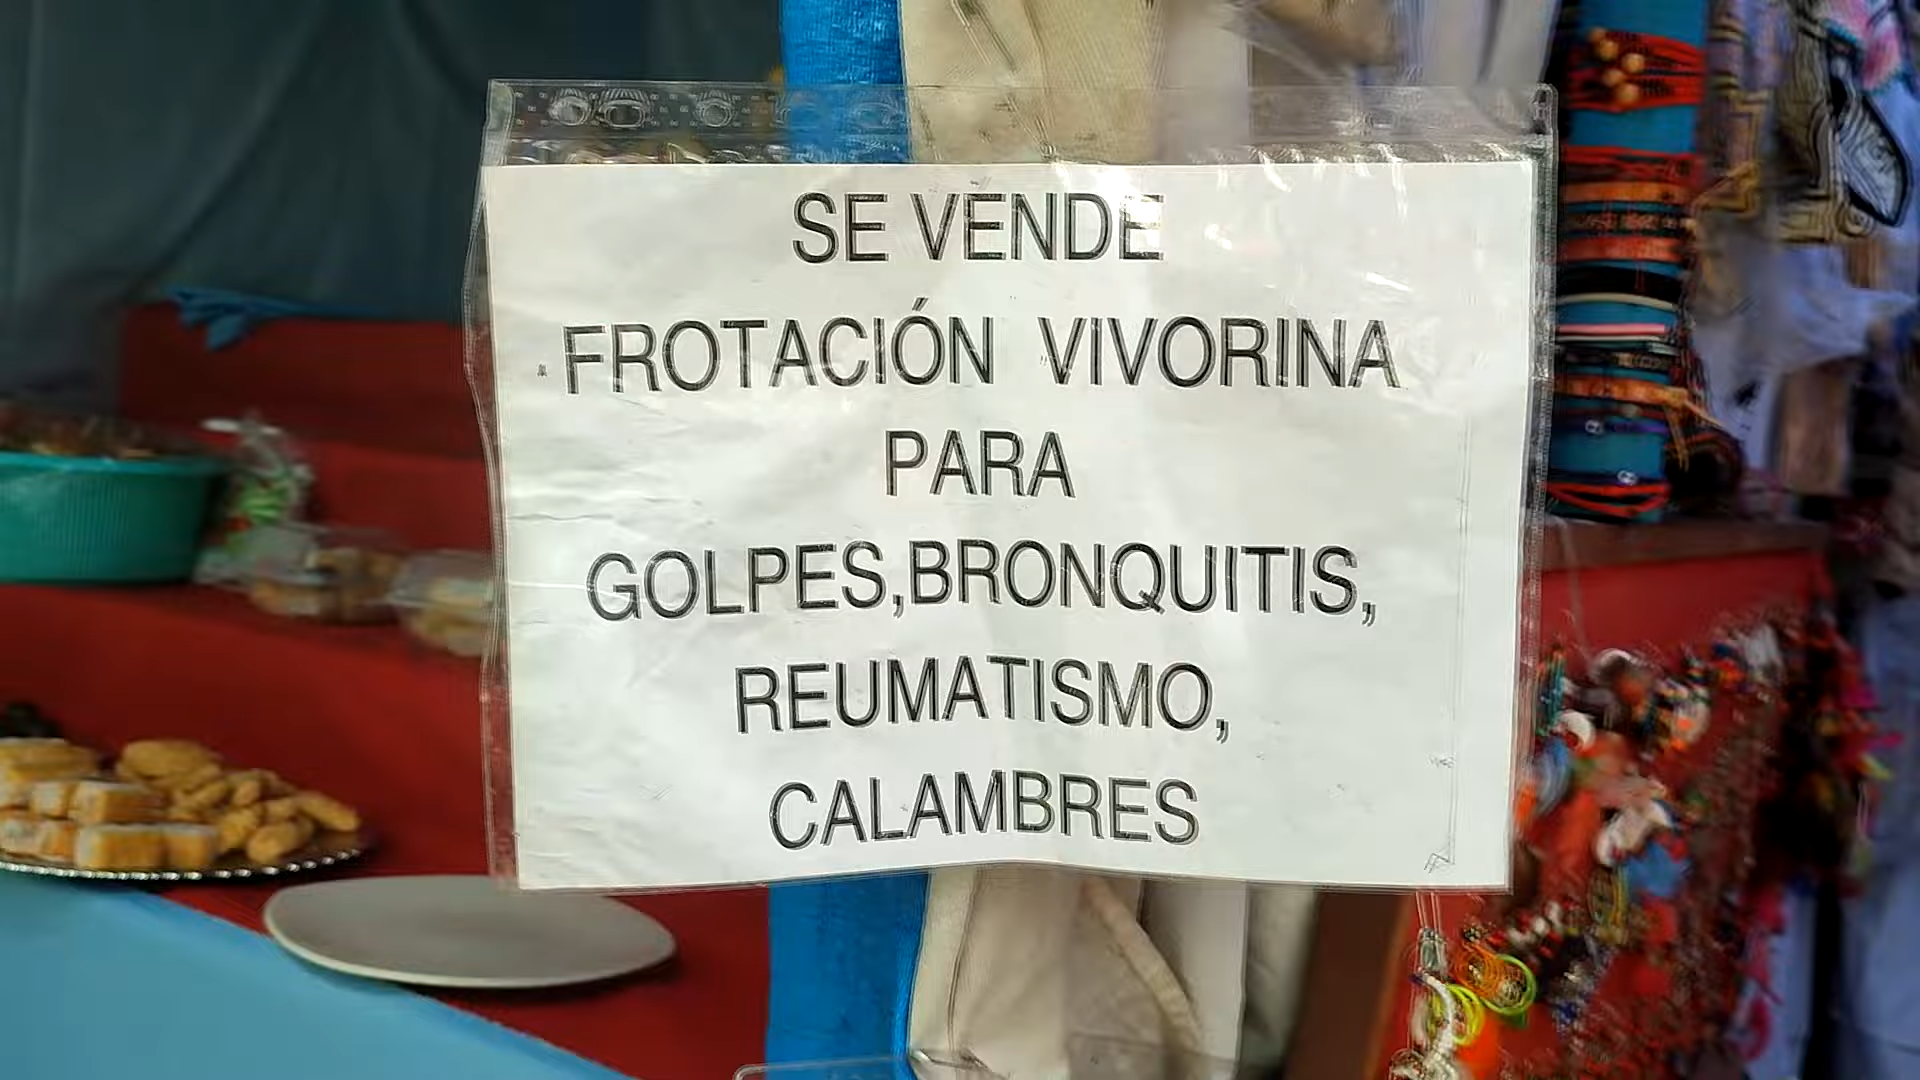 SE VENDE
FROTACIÓN VIVORINA
PARA
GOLPES,BRONQUITIS,
REUMATISMO,
CALAMBRES